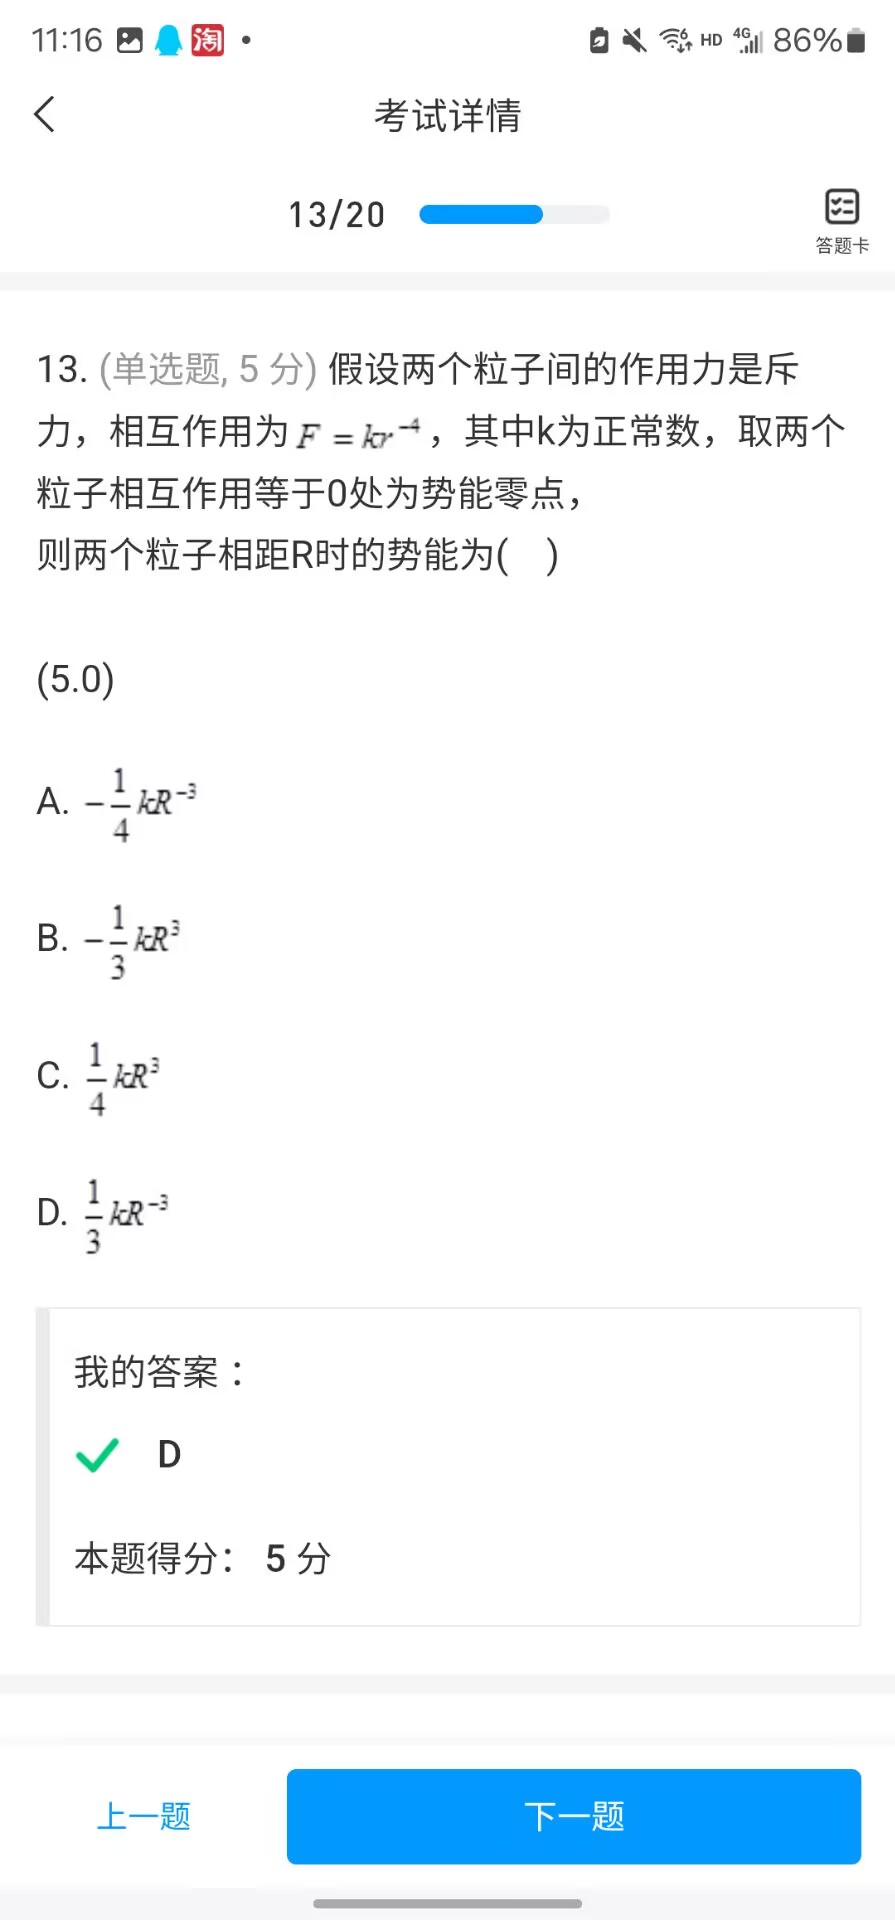 11:16 淘 HD 4G 86%
考试详情
13/20
答题卡
13. (单选题, 5 分) 假设两个粒子间的作用力是斥
力，相互作用为 F = kr⁻⁴，其中k为正常数，取两个
粒子相互作用等于0处为势能零点，
则两个粒子相距R时的势能为(   )
(5.0)
A. −1/4 kR⁻³
B. −1/3 kR³
C. 1/4 kR³
D. 1/3 kR⁻³
我的答案：
D
本题得分： 5 分
上一题 下一题